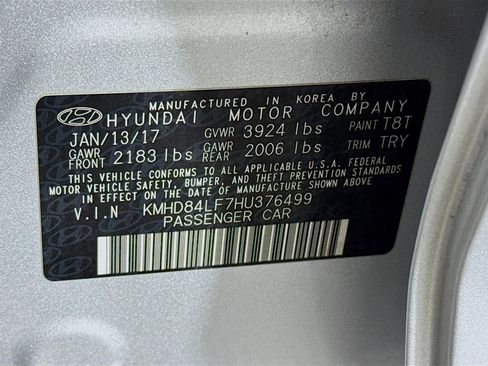 MANUFACTURED IN KOREA BY
HYUNDAI MOTOR COMPANY
JAN/13/17 GVWR 3924 lbs PAINT T8T
GAWR FRONT 2183 lbs GAWR REAR 2006 lbs TRIM TRY
THIS VEHICLE CONFORMS TO ALL APPLICABLE U.S.A. FEDERAL
MOTOR VEHICLE SAFETY, BUMPER, AND THEFT PREVENTION STANDARDS
IN EFFECT ON THE DATE OF MANUFACTURE SHOWN ABOVE.
V.I.N KMHD84LF7HU376499
PASSENGER CAR